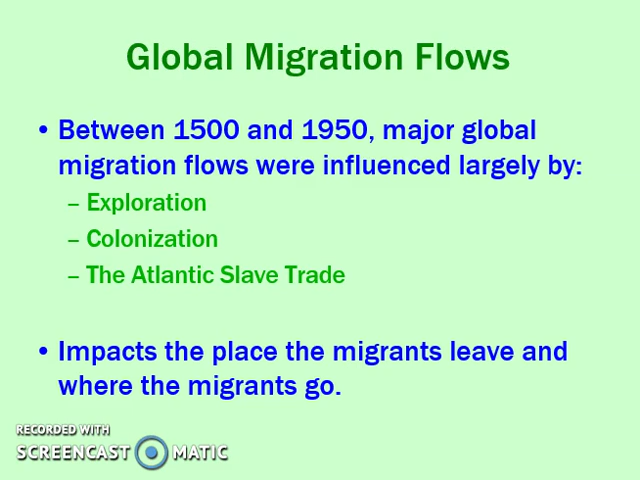 Global Migration Flows
• Between 1500 and 1950, major global
migration flows were influenced largely by:
– Exploration
– Colonization
– The Atlantic Slave Trade
• Impacts the place the migrants leave and
where the migrants go.
RECORDED WITH
SCREENCAST MATIC